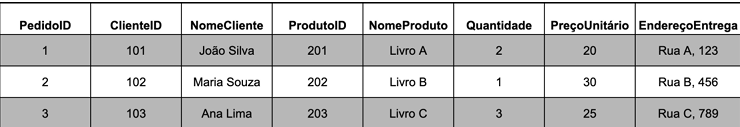 PedidoID ClienteID NomeCliente ProdutoID NomeProduto Quantidade PreçoUnitário EndereçoEntrega
1 101 João Silva 201 Livro A 2 20 Rua A, 123
2 102 Maria Souza 202 Livro B 1 30 Rua B, 456
3 103 Ana Lima 203 Livro C 3 25 Rua C, 789